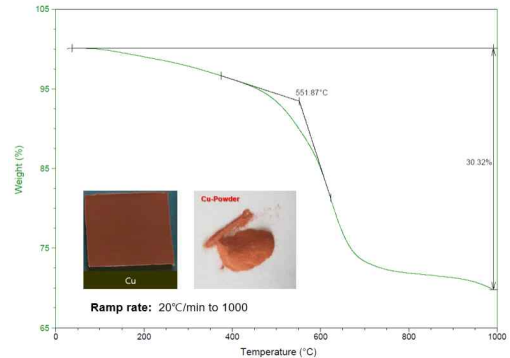 105
95
85
75
65
Weight (%)
551.87°C
30.32%
Cu
Cu-Powder
Ramp rate: 20℃/min to 1000
0
200
400
600
800
1000
Temperature (°C)